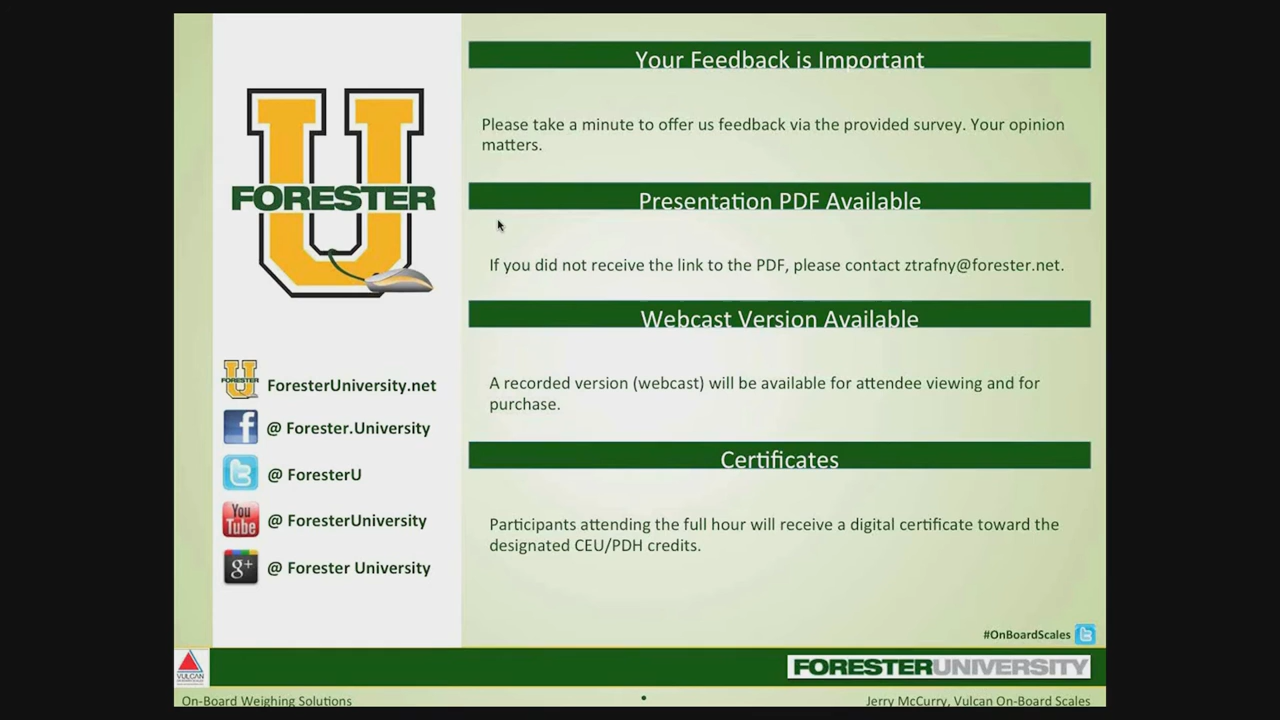 FORESTER
FORESTER
ForesterUniversity.net
f
@ Forester.University
t
@ ForesterU
You
Tube
@ ForesterUniversity
g+
@ Forester University
Your Feedback is Important
Please take a minute to offer us feedback via the provided survey. Your opinion
matters.
Presentation PDF Available
If you did not receive the link to the PDF, please contact ztrafny@forester.net.
Webcast Version Available
A recorded version (webcast) will be available for attendee viewing and for
purchase.
Certificates
Participants attending the full hour will receive a digital certificate toward the
designated CEU/PDH credits.
#OnBoardScales
VULCAN
FORESTERUNIVERSITY
On-Board Weighing Solutions
Jerry McCurry, Vulcan On-Board Scales